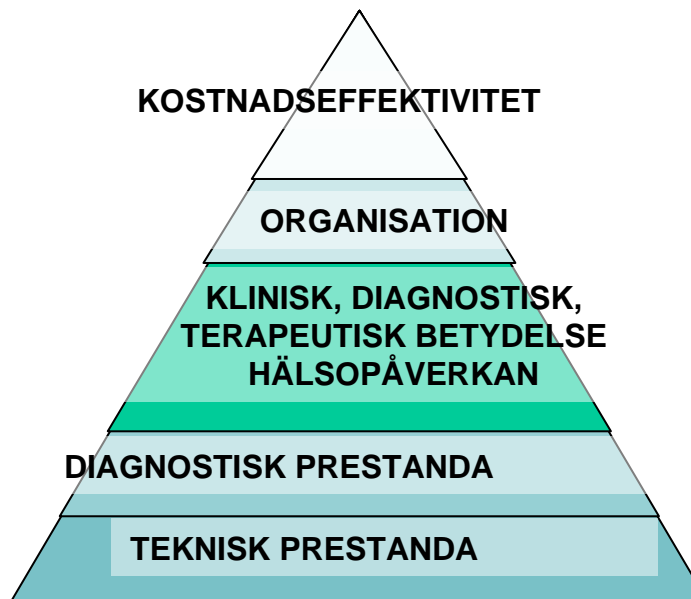 KOSTNADSEFFEKTIVITET
ORGANISATION
KLINISK, DIAGNOSTISK,
TERAPEUTISK BETYDELSE
HÄLSOPÅVERKAN
DIAGNOSTISK PRESTANDA
TEKNISK PRESTANDA